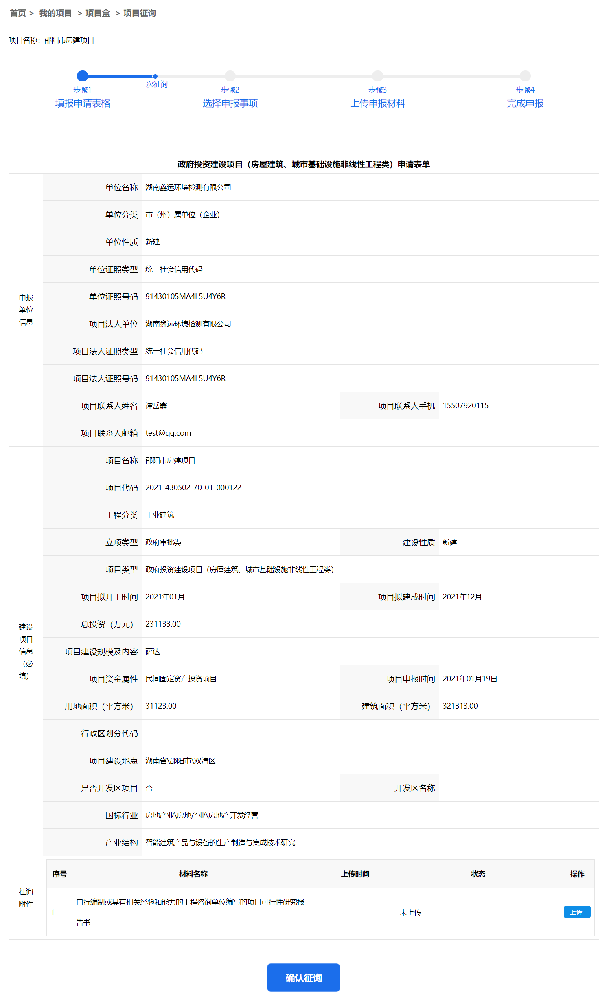 首页 > 我的项目 > 项目盒 > 项目征询
项目名称：邵阳市房建项目
一次征询
步骤1 步骤2 步骤3 步骤4
填报申请表格 选择申报事项 上传申报材料 完成申报
政府投资建设项目（房屋建筑、城市基础设施非线性工程类）申请表单
申报
单位
信息
单位名称 湖南鑫远环境检测有限公司
单位分类 市（州）属单位（企业）
单位性质 新建
单位证照类型 统一社会信用代码
单位证照号码 91430105MA4L5U4Y6R
项目法人单位 湖南鑫远环境检测有限公司
项目法人证照类型 统一社会信用代码
项目法人证照号码 91430105MA4L5U4Y6R
项目联系人姓名 谭岳鑫 项目联系人手机 15507920115
项目联系人邮箱 test@qq.com
建设
项目
信息
（必
填）
项目名称 邵阳市房建项目
项目代码 2021-430502-70-01-000122
工程分类 工业建筑
立项类型 政府审批类 建设性质 新建
项目类型 政府投资建设项目（房屋建筑、城市基础设施非线性工程类）
项目拟开工时间 2021年01月 项目拟建成时间 2021年12月
总投资（万元） 231133.00
项目建设规模及内容 萨达
项目资金属性 民间固定资产投资项目 项目申报时间 2021年01月19日
用地面积（平方米） 31123.00 建筑面积（平方米） 321313.00
行政区划分代码
项目建设地点 湖南省\邵阳市\双清区
是否开发区项目 否 开发区名称
国标行业 房地产业\房地产业\房地产开发经营
产业结构 智能建筑产品与设备的生产制造与集成技术研究
征询
附件
序号 材料名称 上传时间 状态 操作
1 自行编制或具有相关经验和能力的工程咨询单位编写的项目可行性研究报
告书 未上传 上传
确认征询